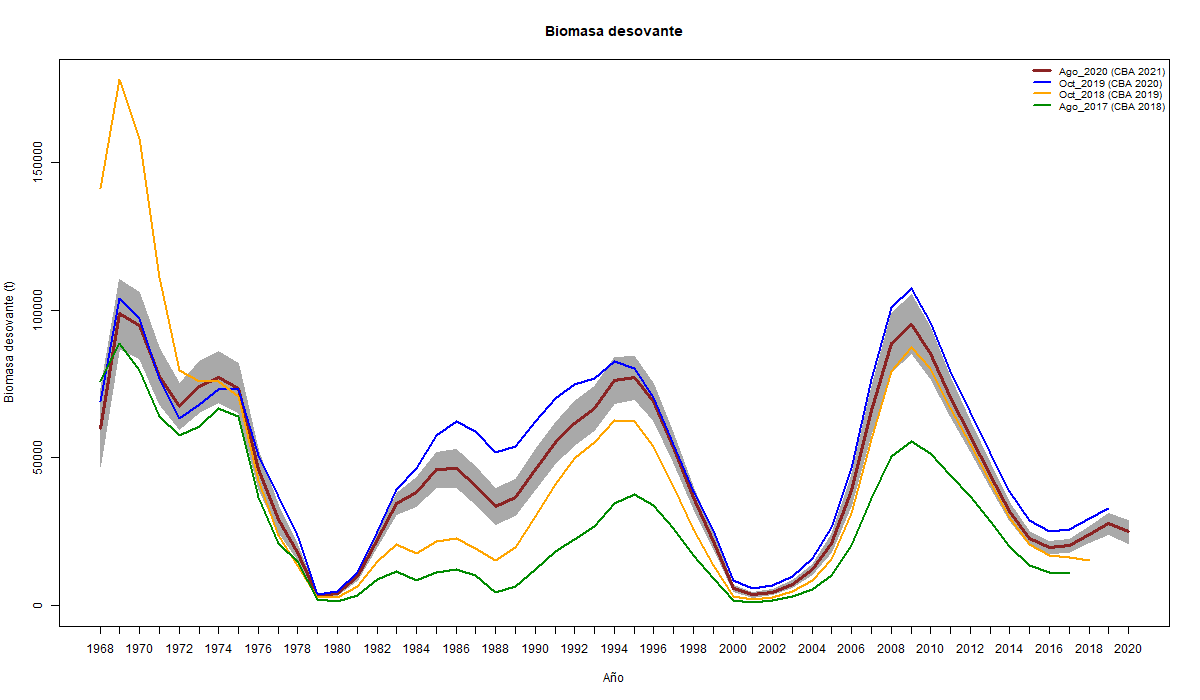 Biomasa desovante
Ago_2020 (CBA 2021)
Oct_2019 (CBA 2020)
Oct_2018 (CBA 2019)
Ago_2017 (CBA 2018)
Biomasa desovante (t)
150000
100000
50000
0
1968 1970 1972 1974 1976 1978 1980 1982 1984 1986 1988 1990 1992 1994 1996 1998 2000 2002 2004 2006 2008 2010 2012 2014 2016 2018 2020
Año